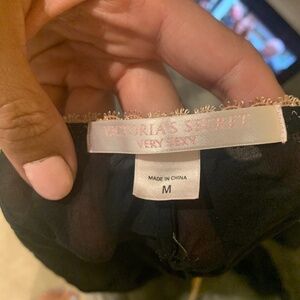 VICTORIA'S SECRET
VERY SEXY
MADE IN CHINA
M